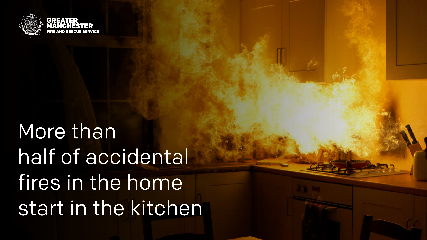 GREATER
MANCHESTER
FIRE AND RESCUE SERVICE
More than
half of accidental
fires in the home
start in the kitchen